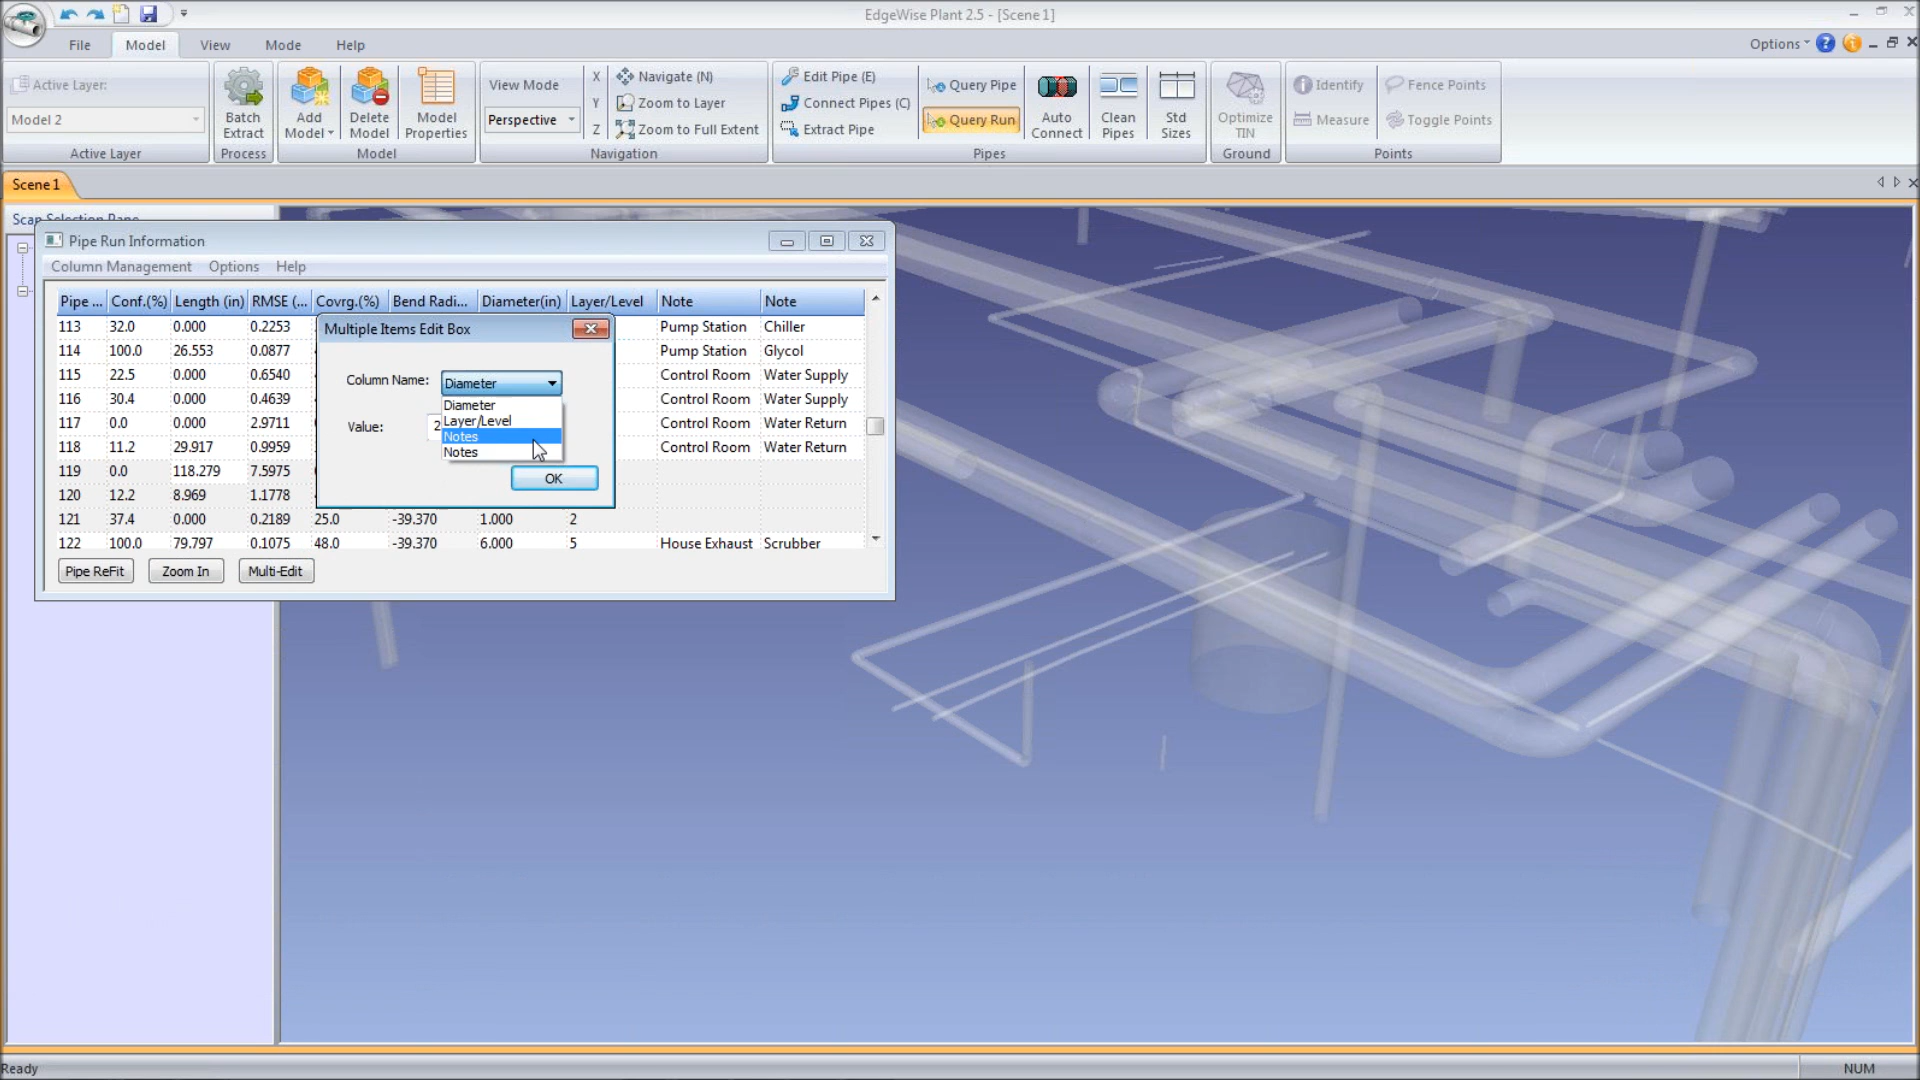 EdgeWise Plant 2.5 - [Scene 1]
File Model View Mode Help Options
Active Layer:
Model 2
Active Layer
Batch Extract
Process
Add Model
Delete Model
Model Properties
Model
View Mode
Perspective
X Navigate (N)
Y Zoom to Layer
Z Zoom to Full Extent
Navigation
Edit Pipe (E)
Connect Pipes (C)
Extract Pipe
Query Pipe
Query Run
Auto Connect
Clean Pipes
Std Sizes
Pipes
Optimize TIN
Ground
Identify
Measure
Fence Points
Toggle Points
Points
Scene 1
Scan Selection Pane
Pipe Run Information
Column Management Options Help
Pipe ... Conf.(%) Length (in) RMSE (... Covrg.(%) Bend Radi... Diameter(in) Layer/Level Note Note
113 32.0 0.000 0.2253 Pump Station Chiller
114 100.0 26.553 0.0877 Pump Station Glycol
115 22.5 0.000 0.6540 Control Room Water Supply
116 30.4 0.000 0.4639 Control Room Water Supply
117 0.0 0.000 2.9711 Control Room Water Return
118 11.2 29.917 0.9959 Control Room Water Return
119 0.0 118.279 7.5975
120 12.2 8.969 1.1778
121 37.4 0.000 0.2189 25.0 -39.370 1.000 2
122 100.0 79.797 0.1075 48.0 -39.370 6.000 5 House Exhaust Scrubber
Pipe ReFit Zoom In Multi-Edit
Multiple Items Edit Box
Column Name: Diameter
Diameter
Layer/Level
Notes
Notes
Value: 2
OK
Ready NUM